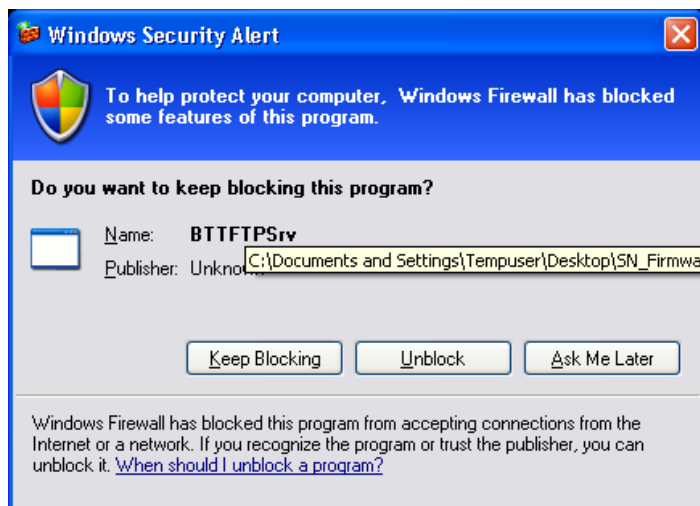 Windows Security Alert
To help protect your computer, Windows Firewall has blocked
some features of this program.
Do you want to keep blocking this program?
Name: BTTFTPSrv
C:\Documents and Settings\Tempuser\Desktop\SN_Firmwa
Publisher:
Keep Blocking Unblock Ask Me Later
Windows Firewall has blocked this program from accepting connections from the
Internet or a network. If you recognize the program or trust the publisher, you can
unblock it. When should I unblock a program?